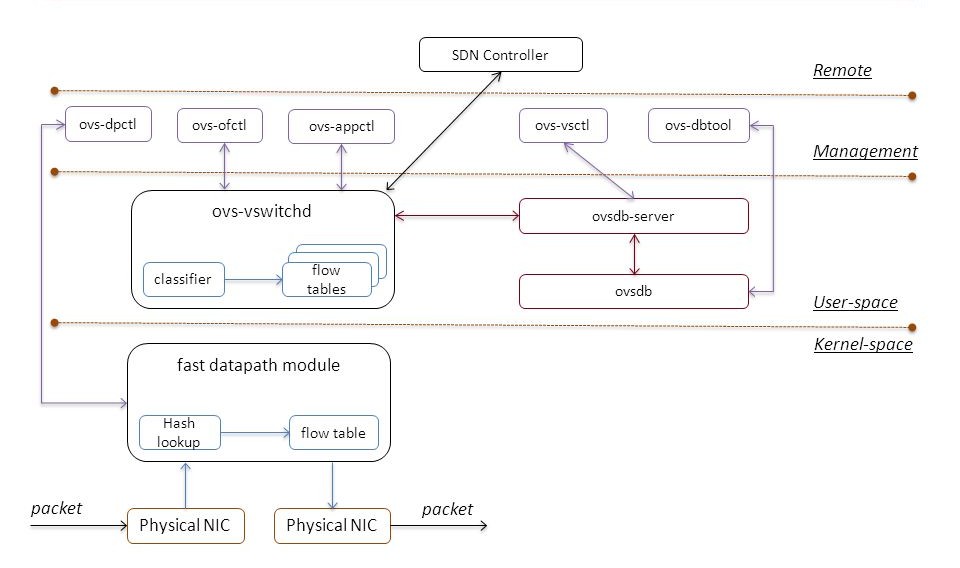 SDN Controller
Remote
ovs-dpctl
ovs-ofctl
ovs-appctl
ovs-vsctl
ovs-dbtool
Management
ovs-vswitchd
ovsdb-server
classifier
flow
tables
ovsdb
User-space
Kernel-space
fast datapath module
Hash
lookup
flow table
packet
Physical NIC
Physical NIC
packet